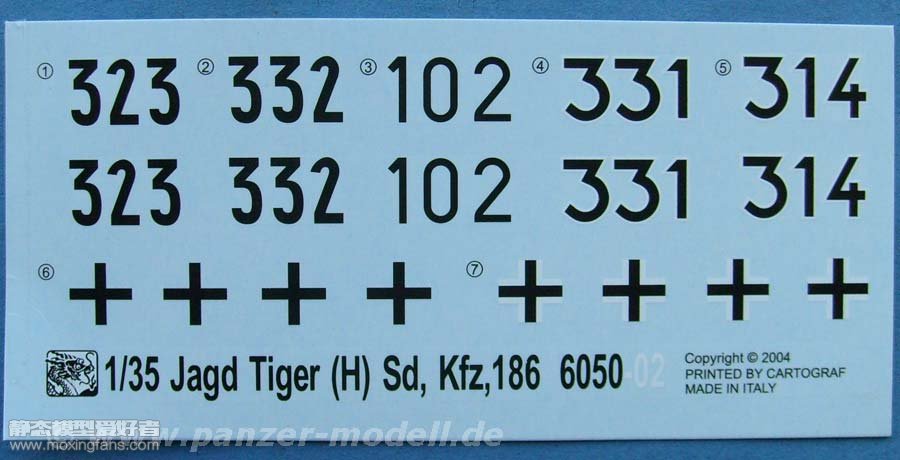 ① 323 ② 332 ③ 102 ④ 331 ⑤ 314
323 332 102 331 314
⑥ ⑦
1/35 Jagd Tiger (H) Sd, Kfz,186 6050-02
Copyright © 2004
PRINTED BY CARTOGRAF
MADE IN ITALY
静态模型爱好者
www.moxingfans.com
www.panzer-modell.de